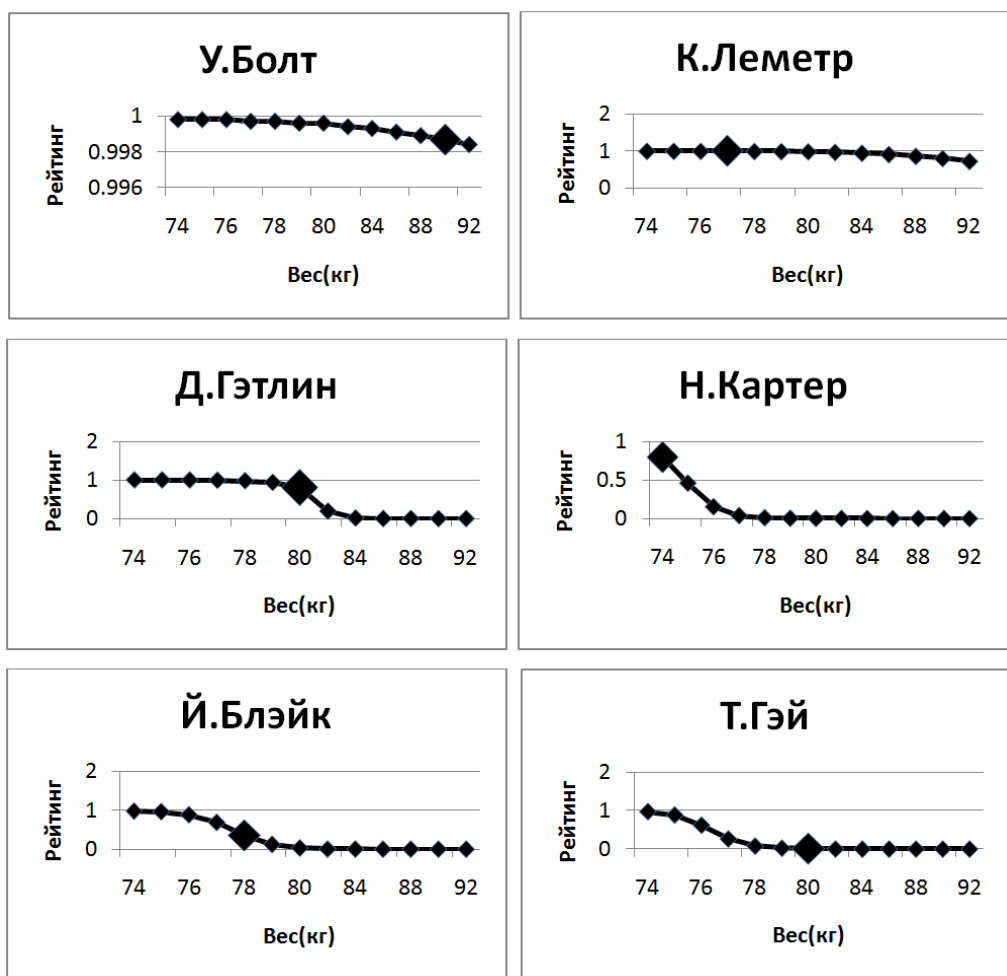 У.Болт
Рейтинг
1
0.998
0.996
74 76 78 80 84 88 92
Вес(кг)
К.Леметр
Рейтинг
2
1
0
74 76 78 80 84 88 92
Вес(кг)
Д.Гэтлин
Рейтинг
2
1
0
74 76 78 80 84 88 92
Вес(кг)
Н.Картер
Рейтинг
1
0.5
0
74 76 78 80 84 88 92
Вес(кг)
Й.Блэйк
Рейтинг
2
1
0
74 76 78 80 84 88 92
Вес(кг)
Т.Гэй
Рейтинг
2
1
0
74 76 78 80 84 88 92
Вес(кг)